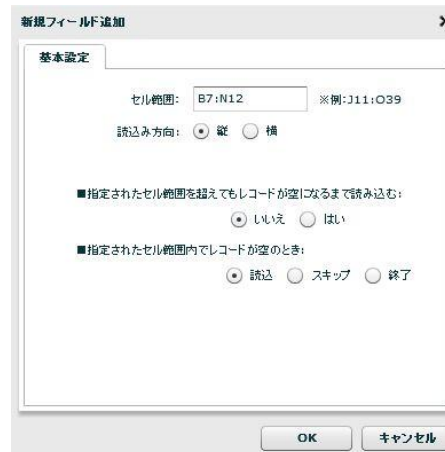 新規フィールド追加
基本設定
セル範囲: B7:N12 ※例:J11:O39
読込み方向: 縦 横
■指定されたセル範囲を超えてもレコードが空になるまで読み込む:
いいえ はい
■指定されたセル範囲内でレコードが空のとき:
読込 スキップ 終了
OK キャンセル